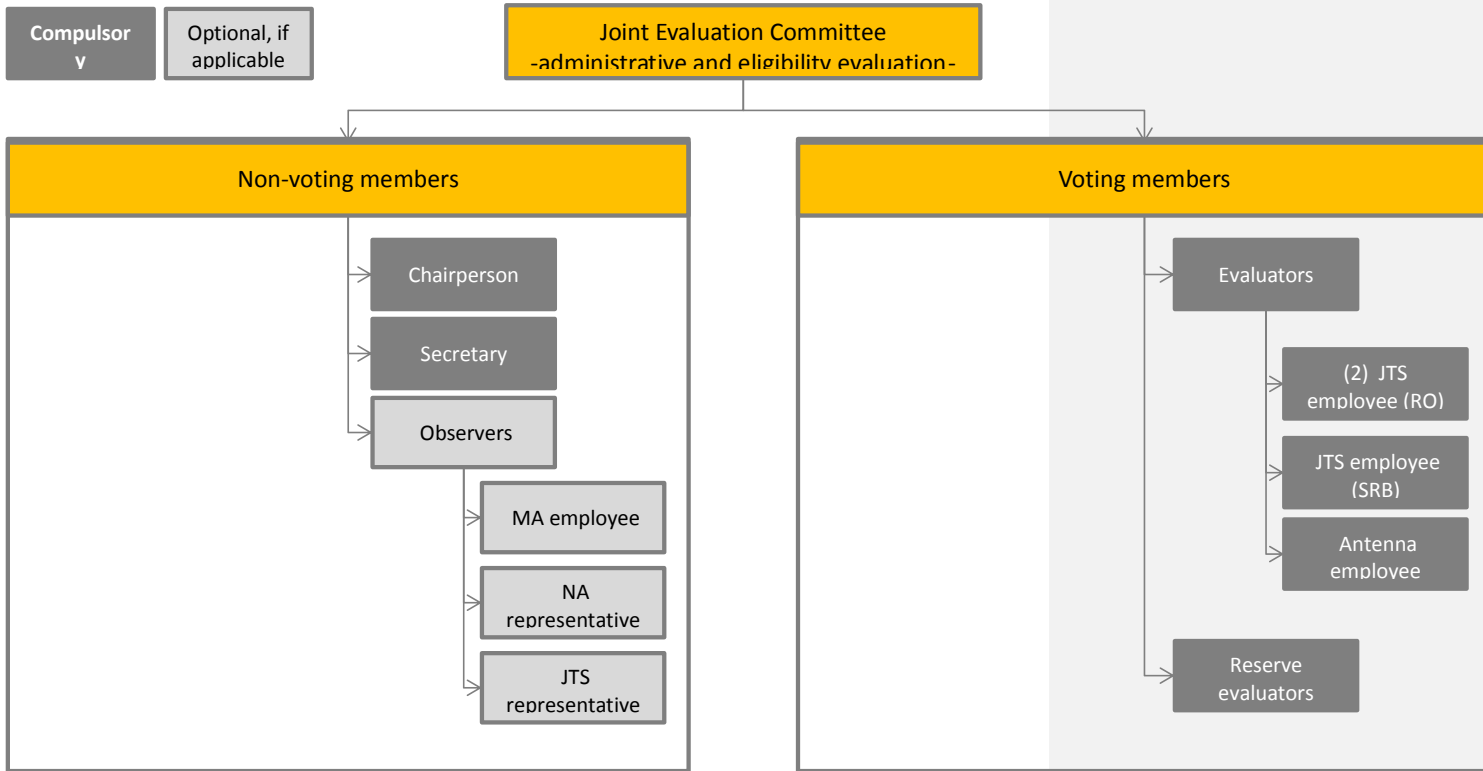 Compulsor
y
Optional, if
applicable
Joint Evaluation Committee
-administrative and eligibility evaluation-
Non-voting members
Chairperson
Secretary
Observers
MA employee
NA
representative
JTS
representative
Voting members
Evaluators
(2) JTS
employee (RO)
JTS employee
(SRB)
Antenna
employee
Reserve
evaluators